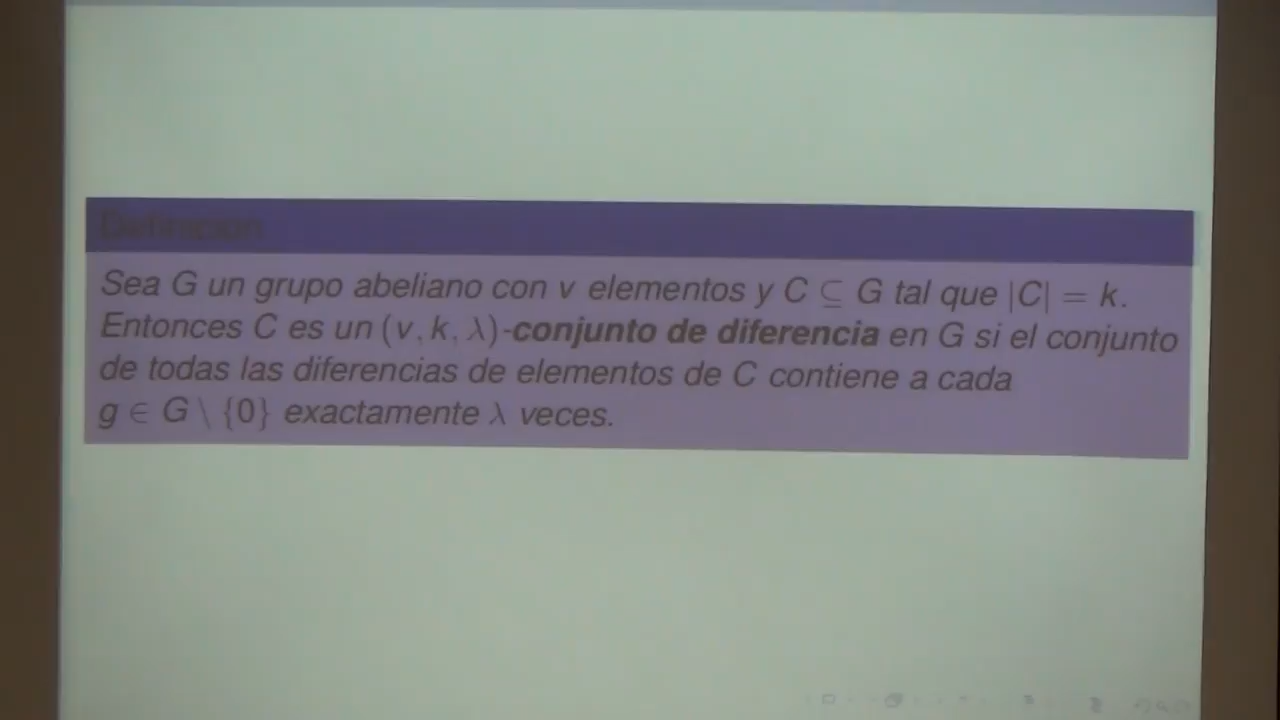 Definición
Sea G un grupo abeliano con v elementos y C ⊆ G tal que |C| = k.
Entonces C es un (v, k, λ)-conjunto de diferencia en G si el conjunto
de todas las diferencias de elementos de C contiene a cada
g ∈ G \ {0} exactamente λ veces.